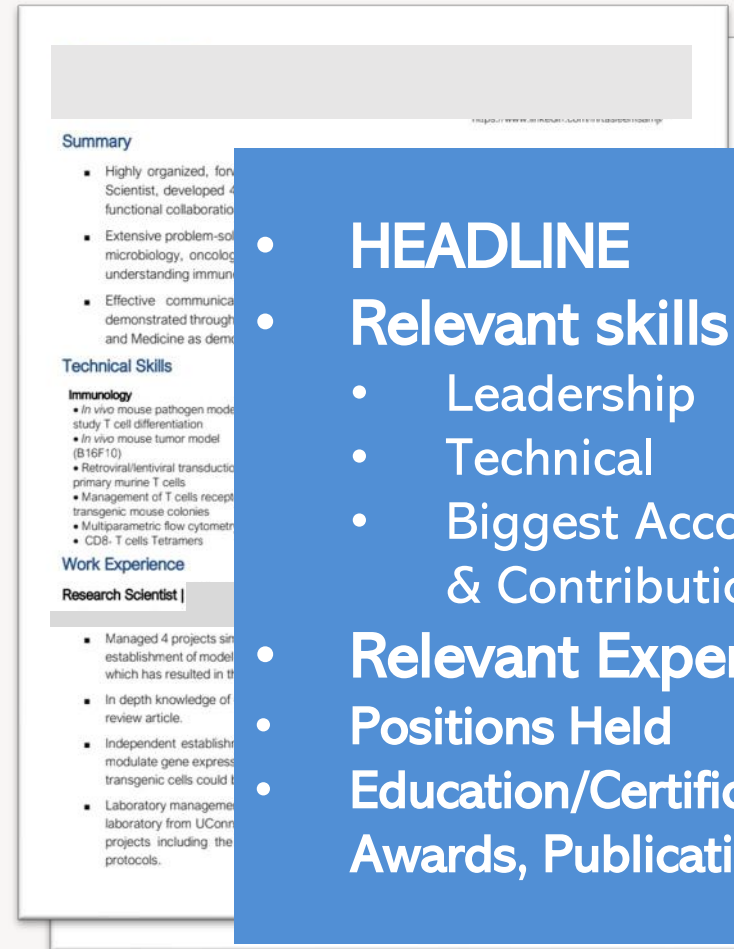 Summary
Highly organized, for
Scientist, developed 4
functional collaboratio
Extensive problem-sol
microbiology, oncolog
understanding immun
Effective communica
demonstrated through
and Medicine as demo
Technical Skills
Immunology
• In vivo mouse pathogen mode
study T cell differentiation
• In vivo mouse tumor model
(B16F10)
• Retroviral/lentiviral transductio
primary murine T cells
• Management of T cells recept
transgenic mouse colonies
• Multiparametric flow cytometr
• CD8- T cells Tetramers
Work Experience
Research Scientist |
Managed 4 projects sim
establishment of model
which has resulted in th
In depth knowledge of
review article.
Independent establishm
modulate gene express
transgenic cells could b
Laboratory manageme
laboratory from UConn
projects including the
protocols.
• HEADLINE
• Relevant skills
• Leadership
• Technical
• Biggest Acco
& Contributio
• Relevant Exper
• Positions Held
• Education/Certific
Awards, Publicati